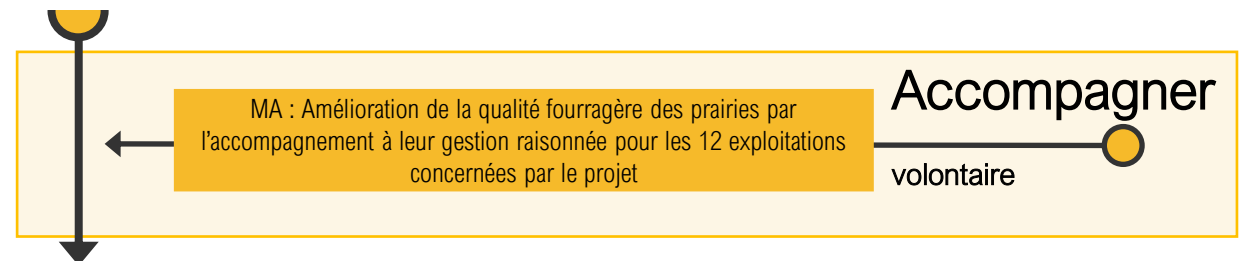 MA : Amélioration de la qualité fourragère des prairies par
l'accompagnement à leur gestion raisonnée pour les 12 exploitations
concernées par le projet
Accompagner
volontaire